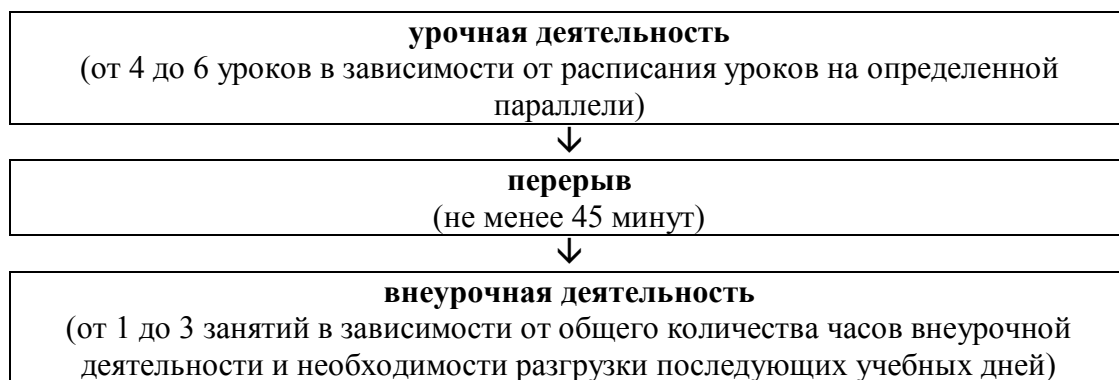 урочная деятельность
(от 4 до 6 уроков в зависимости от расписания уроков на определенной
параллели)
↓
перерыв
(не менее 45 минут)
↓
внеурочная деятельность
(от 1 до 3 занятий в зависимости от общего количества часов внеурочной
деятельности и необходимости разгрузки последующих учебных дней)